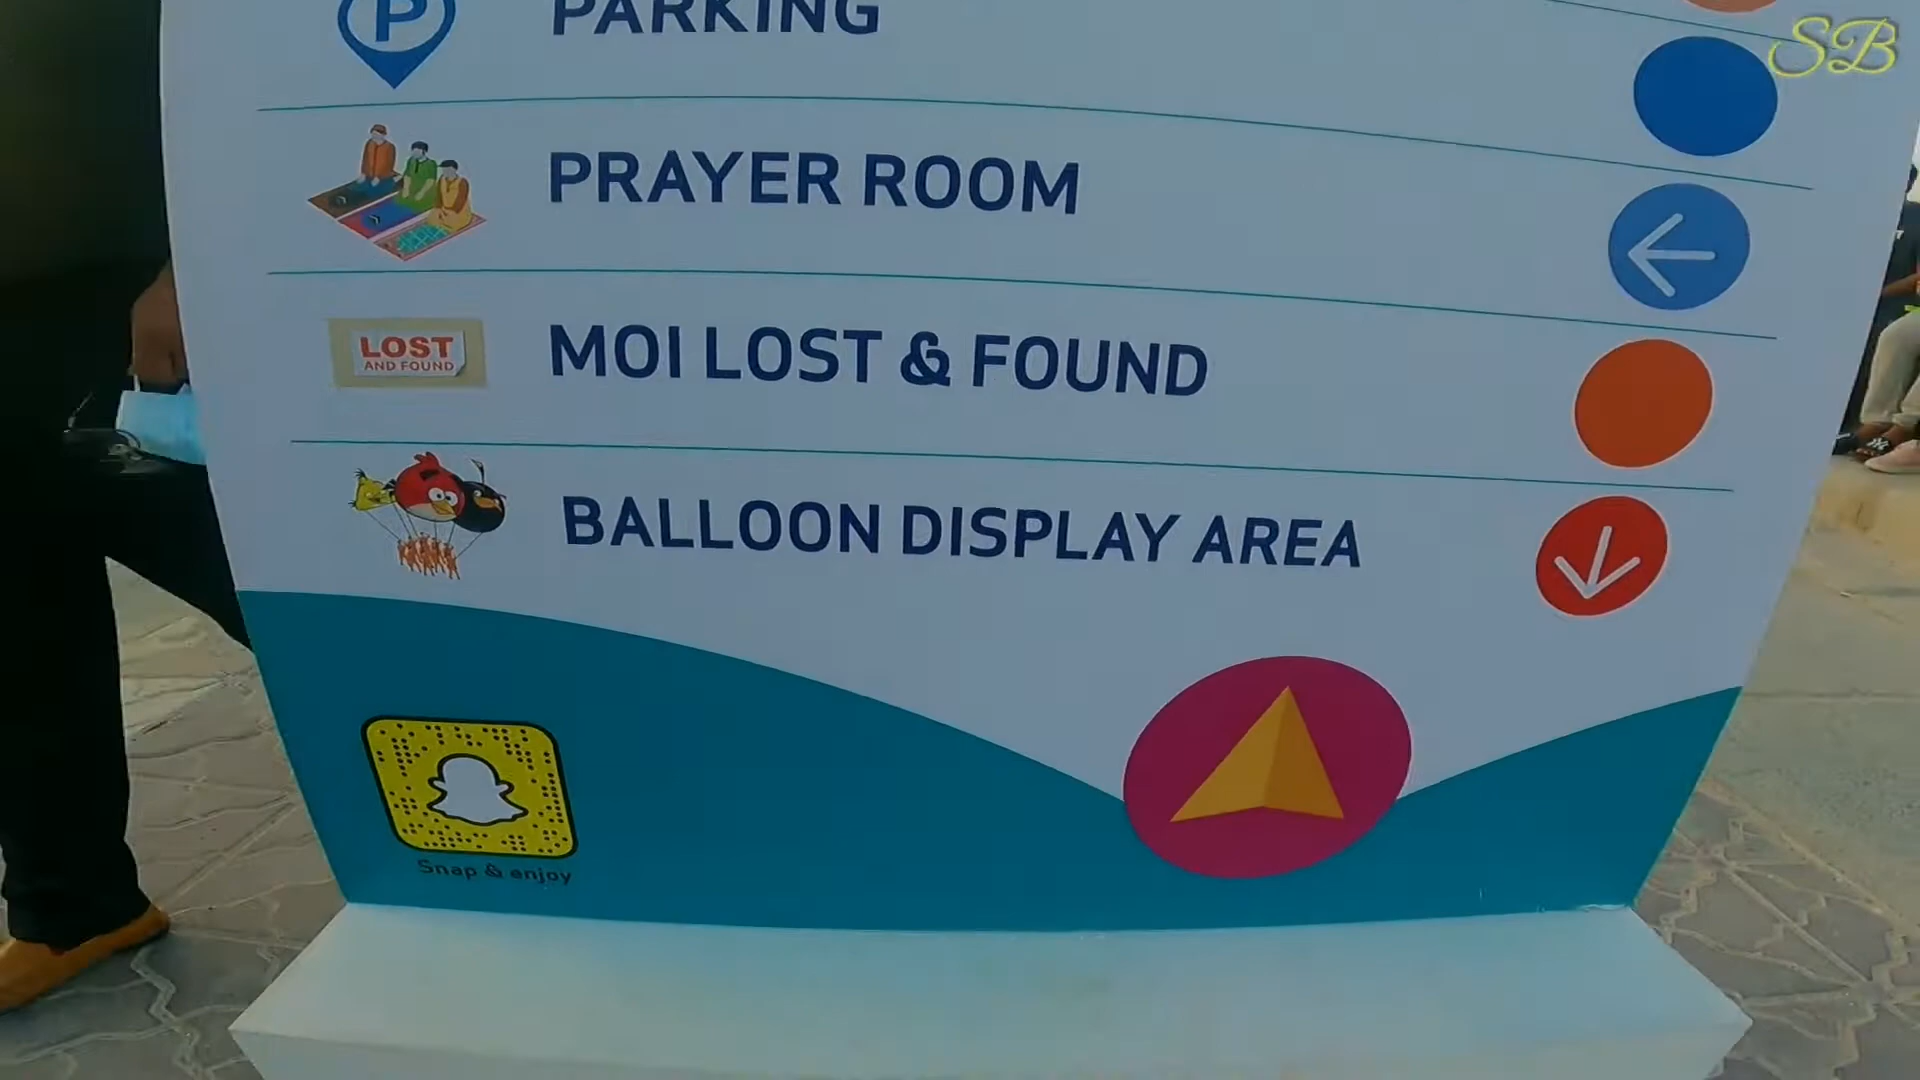 P PARKING
SB
PRAYER ROOM
LOST
AND FOUND
MOI LOST & FOUND
BALLOON DISPLAY AREA
Snap & enjoy